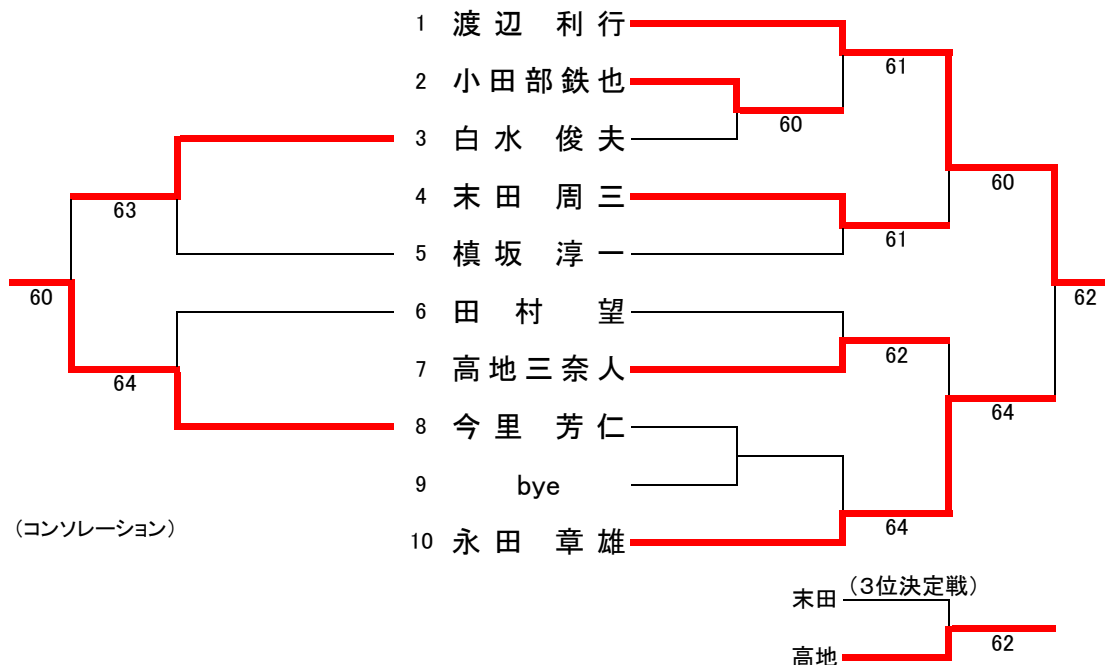 1 渡辺 利行
61
2 小田部鉄也
60
3 白水 俊夫
60
63
4 末田 周三
61
5 槙坂 淳一
60
62
6 田村 望
62
7 高地三奈人
64
64
8 今里 芳仁
9 bye
64
(コンソレーション)
10 永田 章雄
(3位決定戦)
末田
62
高地